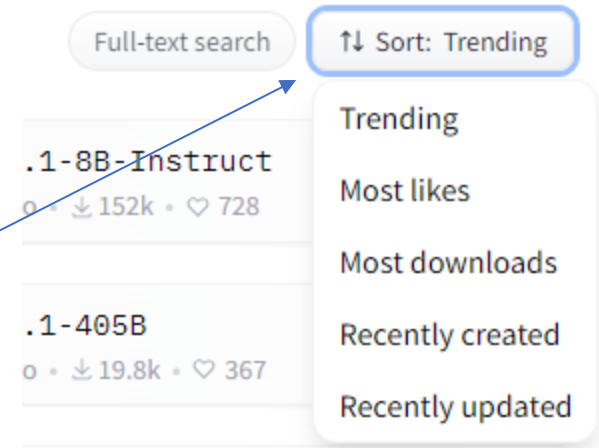 Full-text search
Sort: Trending
Trending
.1-8B-Instruct
152k • 728
Most likes
Most downloads
.1-405B
19.8k • 367
Recently created
Recently updated